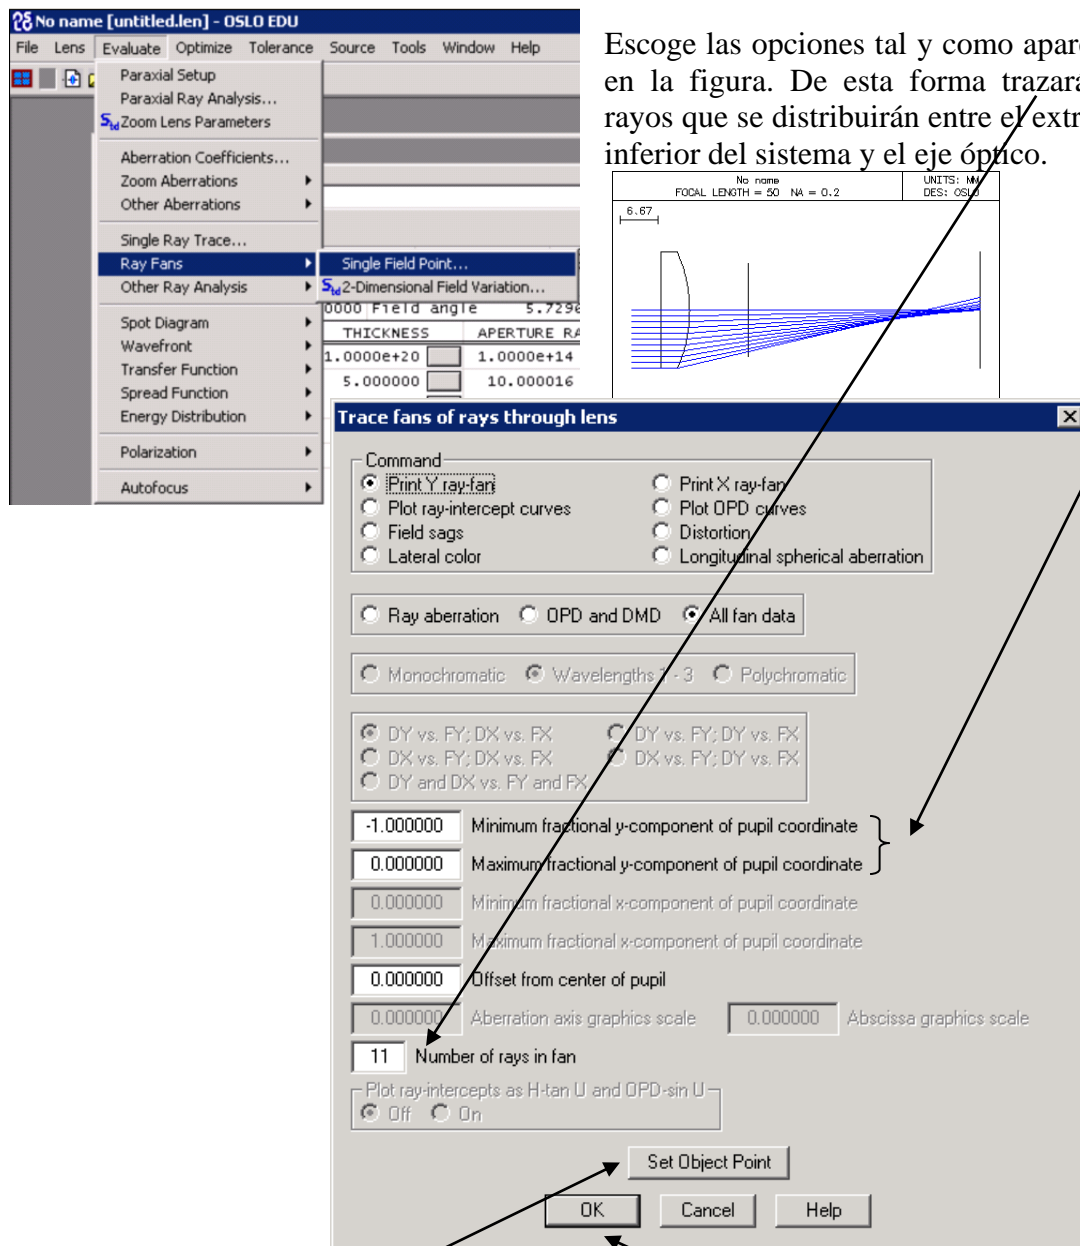 No name [untitled.len] - OSLO EDU
File Lens Evaluate Optimize Tolerance Source Tools Window Help
Paraxial Setup
Paraxial Ray Analysis...
Std Zoom Lens Parameters
Aberration Coefficients...
Zoom Aberrations
Other Aberrations
Single Ray Trace...
Ray Fans
Other Ray Analysis
Spot Diagram
Wavefront
Transfer Function
Spread Function
Energy Distribution
Polarization
Autofocus
Single Field Point...
Std 2-Dimensional Field Variation...
0000 Field angle 5.729
THICKNESS APERTURE RA
1.0000e+20 1.0000e+14
5.000000 10.000016
Escoge las opciones tal y como apar
en la figura. De esta forma trazar
rayos que se distribuirán entre el extr
inferior del sistema y el eje óptico.
No name
FOCAL LENGTH = 50 NA = 0.2
UNITS: MM
DES: OSLO
6.67
Trace fans of rays through lens
Command
Print Y ray-fan
Print X ray-fan
Plot ray-intercept curves
Plot OPD curves
Field sags
Distortion
Lateral color
Longitudinal spherical aberration
Ray aberration OPD and DMD All fan data
Monochromatic Wavelengths 1 - 3 Polychromatic
DY vs. FY; DX vs. FX
DY vs. FY; DY vs. FX
DX vs. FY; DX vs. FX
DX vs. FY; DY vs. FX
DY and DX vs. FY and FX
-1.000000 Minimum fractional y-component of pupil coordinate
0.000000 Maximum fractional y-component of pupil coordinate
0.000000 Minimum fractional x-component of pupil coordinate
1.000000 Maximum fractional x-component of pupil coordinate
0.000000 Offset from center of pupil
0.000000 Aberration axis graphics scale 0.000000 Abscissa graphics scale
11 Number of rays in fan
Plot ray-intercepts as H-tan U and OPD-sin U
Off On
Set Object Point
OK Cancel Help